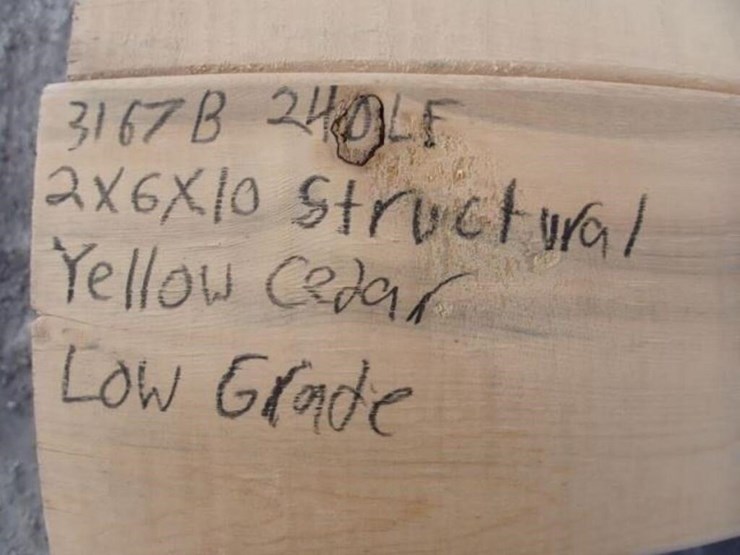 3167B 240LF
2X6X10 Structural
Yellow Cedar
Low Grade